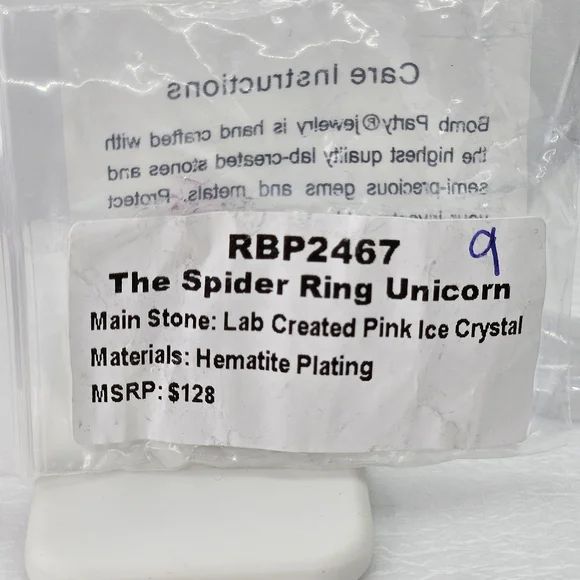 Care Instructions
Bomb Party®jewelry is hand crafted with
the highest quality lab-created stones and
semi-precious gems and metals. Protect
RBP2467 9
The Spider Ring Unicorn
Main Stone: Lab Created Pink Ice Crystal
Materials: Hematite Plating
MSRP: $128